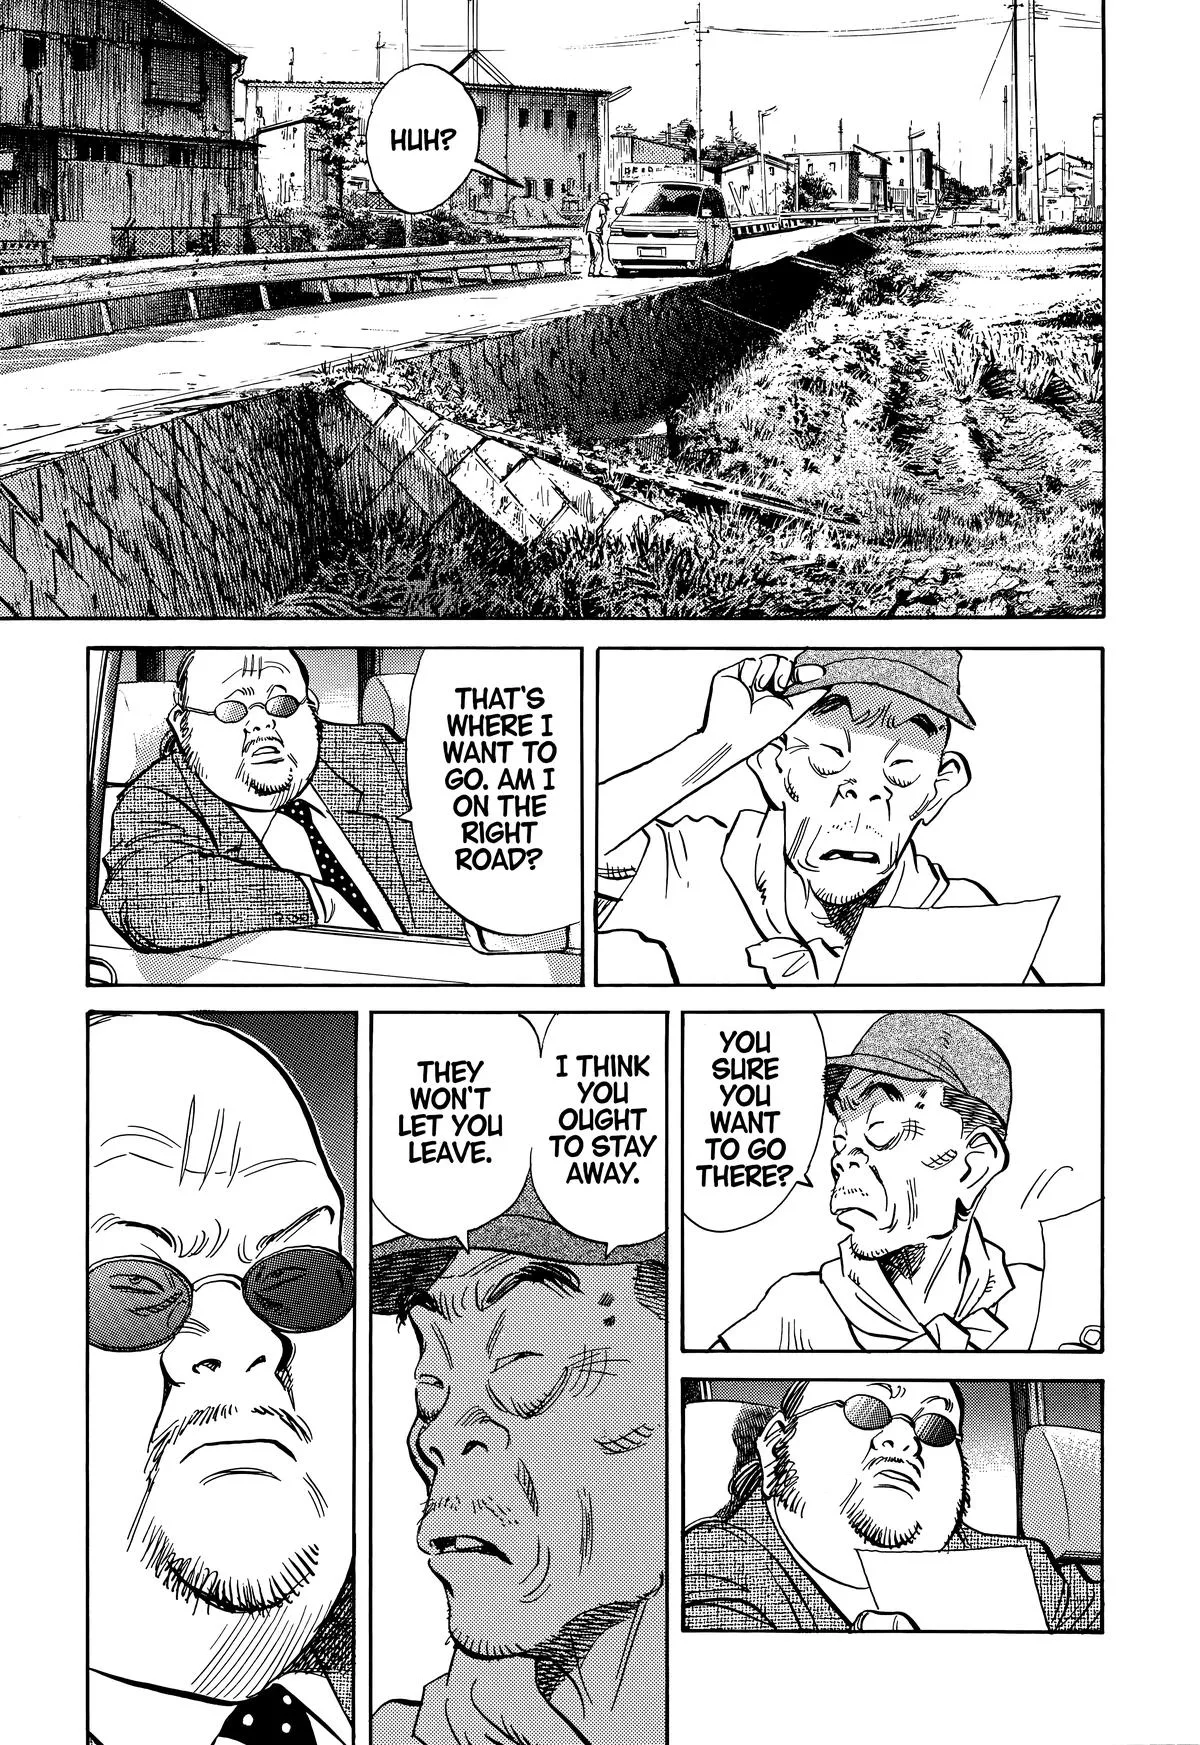 HUH?
THAT'S
WHERE I
WANT TO
GO. AM I
ON THE
RIGHT
ROAD?
YOU
SURE
YOU
WANT
TO GO
THERE?
I THINK
YOU
OUGHT
TO STAY
AWAY.
THEY
WON'T
LET YOU
LEAVE.